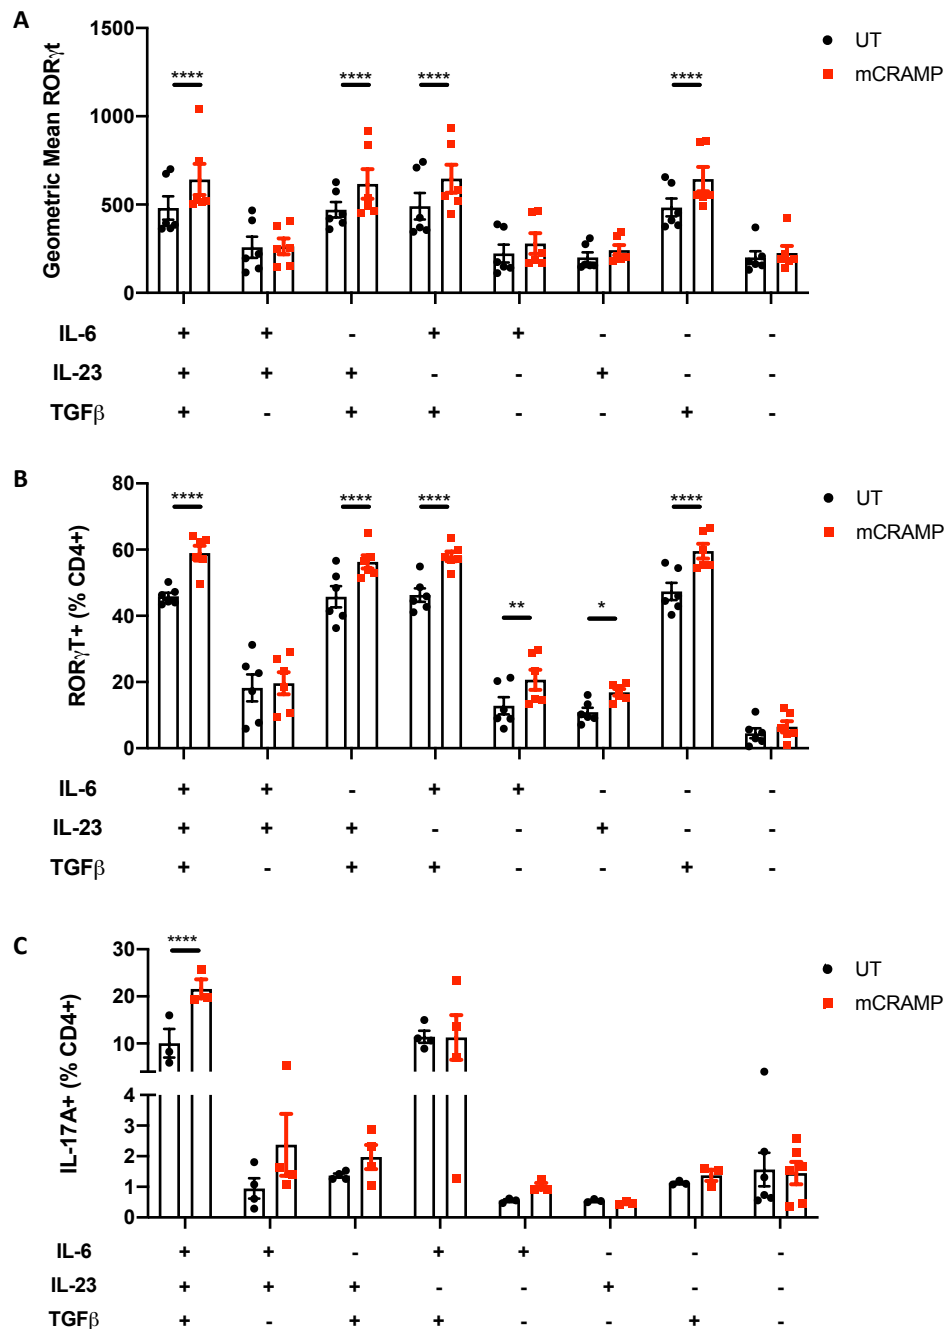 A
Geometric Mean RORγt
1500
1000
500
0
****
****
****
****
UT
mCRAMP
IL-6 + + - + + - - -
IL-23 + + + - - + - -
TGFβ + - + + - - + -
B
RORγT+ (% CD4+)
80
60
40
20
0
****
****
****
**
*
****
UT
mCRAMP
IL-6 + + - + + - - -
IL-23 + + + - - + - -
TGFβ + - + + - - + -
C
IL-17A+ (% CD4+)
30
20
10
4
3
2
1
0
****
UT
mCRAMP
IL-6 + + - + + - - -
IL-23 + + + - - + - -
TGFβ + - + + - - + -